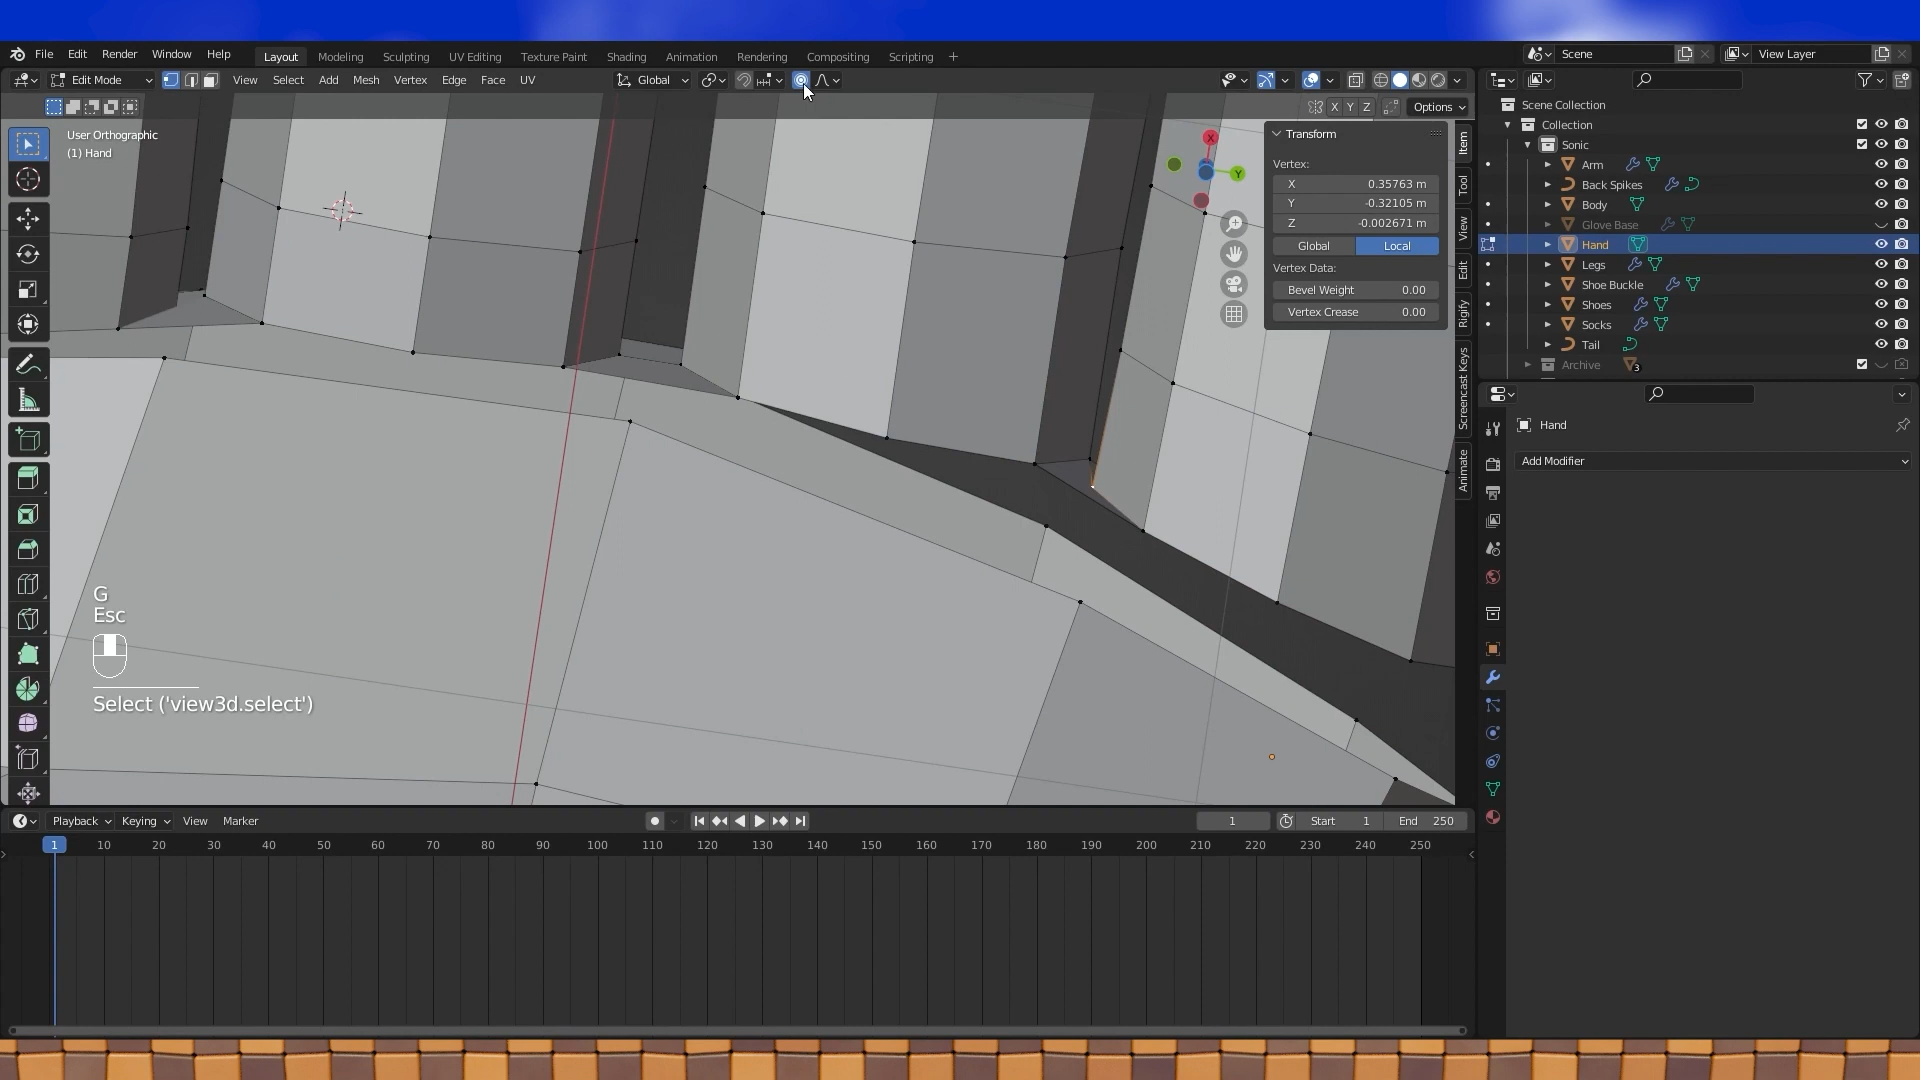 File Edit Render Window Help Layout Modeling Sculpting UV Editing Texture Paint Shading Animation Rendering Compositing Scripting + Scene View Layer
Edit Mode View Select Add Mesh Vertex Edge Face UV Global
X Y Z Options
User Orthographic
(1) Hand
Transform
Vertex:
X 0.35763 m
Y -0.32105 m
Z -0.002671 m
Global Local
Vertex Data:
Bevel Weight 0.00
Vertex Crease 0.00
X
Y
Item
Tool
View
Edit
Rigify
Screencast Keys
Animate
G
Esc
Select ('view3d.select')
Scene Collection
Collection
Sonic
Arm
Back Spikes
Body
Glove Base
Hand
Legs
Shoe Buckle
Shoes
Socks
Tail
Archive 3
Hand
Add Modifier
Playback Keying View Marker 1 Start 1 End 250
1 10 20 30 40 50 60 70 80 90 100 110 120 130 140 150 160 170 180 190 200 210 220 230 240 250